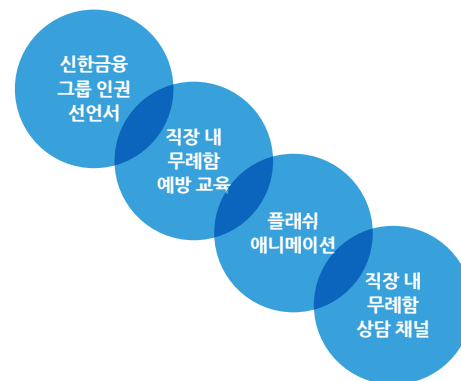 신한금융
그룹 인권
선언서
직장 내
무례함
예방 교육
플래쉬
애니메이션
직장 내
무례함
상담 채널